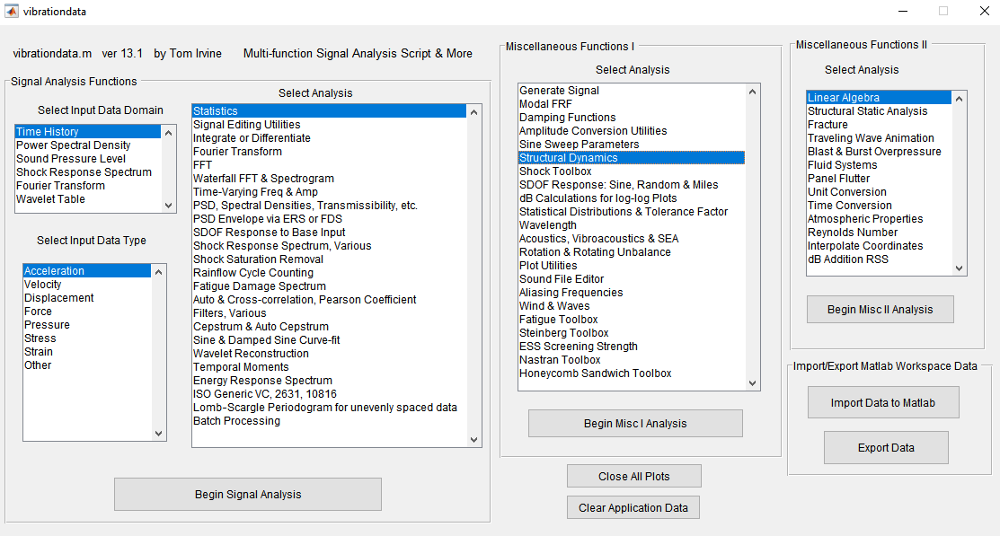 vibrationdata
vibrationdata.m ver 13.1 by Tom Irvine Multi-function Signal Analysis Script & More
Signal Analysis Functions
Select Input Data Domain
Time History
Power Spectral Density
Sound Pressure Level
Shock Response Spectrum
Fourier Transform
Wavelet Table
Select Input Data Type
Acceleration
Velocity
Displacement
Force
Pressure
Stress
Strain
Other
Select Analysis
Statistics
Signal Editing Utilities
Integrate or Differentiate
Fourier Transform
FFT
Waterfall FFT & Spectrogram
Time-Varying Freq & Amp
PSD, Spectral Densities, Transmissibility, etc.
PSD Envelope via ERS or FDS
SDOF Response to Base Input
Shock Response Spectrum, Various
Shock Saturation Removal
Rainflow Cycle Counting
Fatigue Damage Spectrum
Auto & Cross-correlation, Pearson Coefficient
Filters, Various
Cepstrum & Auto Cepstrum
Sine & Damped Sine Curve-fit
Wavelet Reconstruction
Temporal Moments
Energy Response Spectrum
ISO Generic VC, 2631, 10816
Lomb-Scargle Periodogram for unevenly spaced data
Batch Processing
Begin Signal Analysis
Miscellaneous Functions I
Select Analysis
Generate Signal
Modal FRF
Damping Functions
Amplitude Conversion Utilities
Sine Sweep Parameters
Structural Dynamics
Shock Toolbox
SDOF Response: Sine, Random & Miles
dB Calculations for log-log Plots
Statistical Distributions & Tolerance Factor
Wavelength
Acoustics, Vibroacoustics & SEA
Rotation & Rotating Unbalance
Plot Utilities
Sound File Editor
Aliasing Frequencies
Wind & Waves
Fatigue Toolbox
Steinberg Toolbox
ESS Screening Strength
Nastran Toolbox
Honeycomb Sandwich Toolbox
Begin Misc I Analysis
Close All Plots
Clear Application Data
Miscellaneous Functions II
Select Analysis
Linear Algebra
Structural Static Analysis
Fracture
Traveling Wave Animation
Blast & Burst Overpressure
Fluid Systems
Panel Flutter
Unit Conversion
Time Conversion
Atmospheric Properties
Reynolds Number
Interpolate Coordinates
dB Addition RSS
Begin Misc II Analysis
Import/Export Matlab Workspace Data
Import Data to Matlab
Export Data